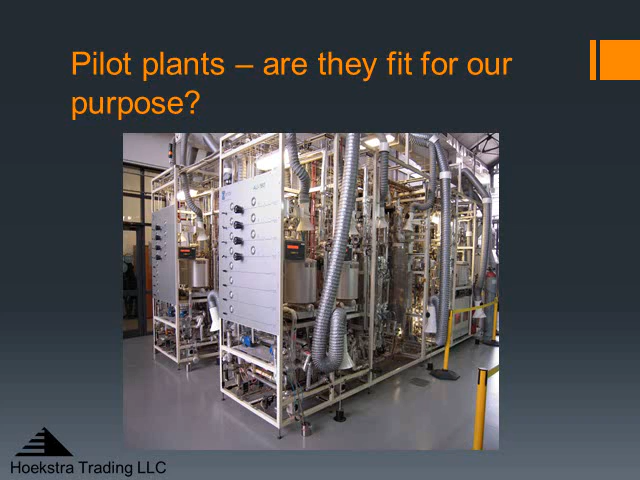 Pilot plants – are they fit for our
purpose?
Hoekstra Trading LLC